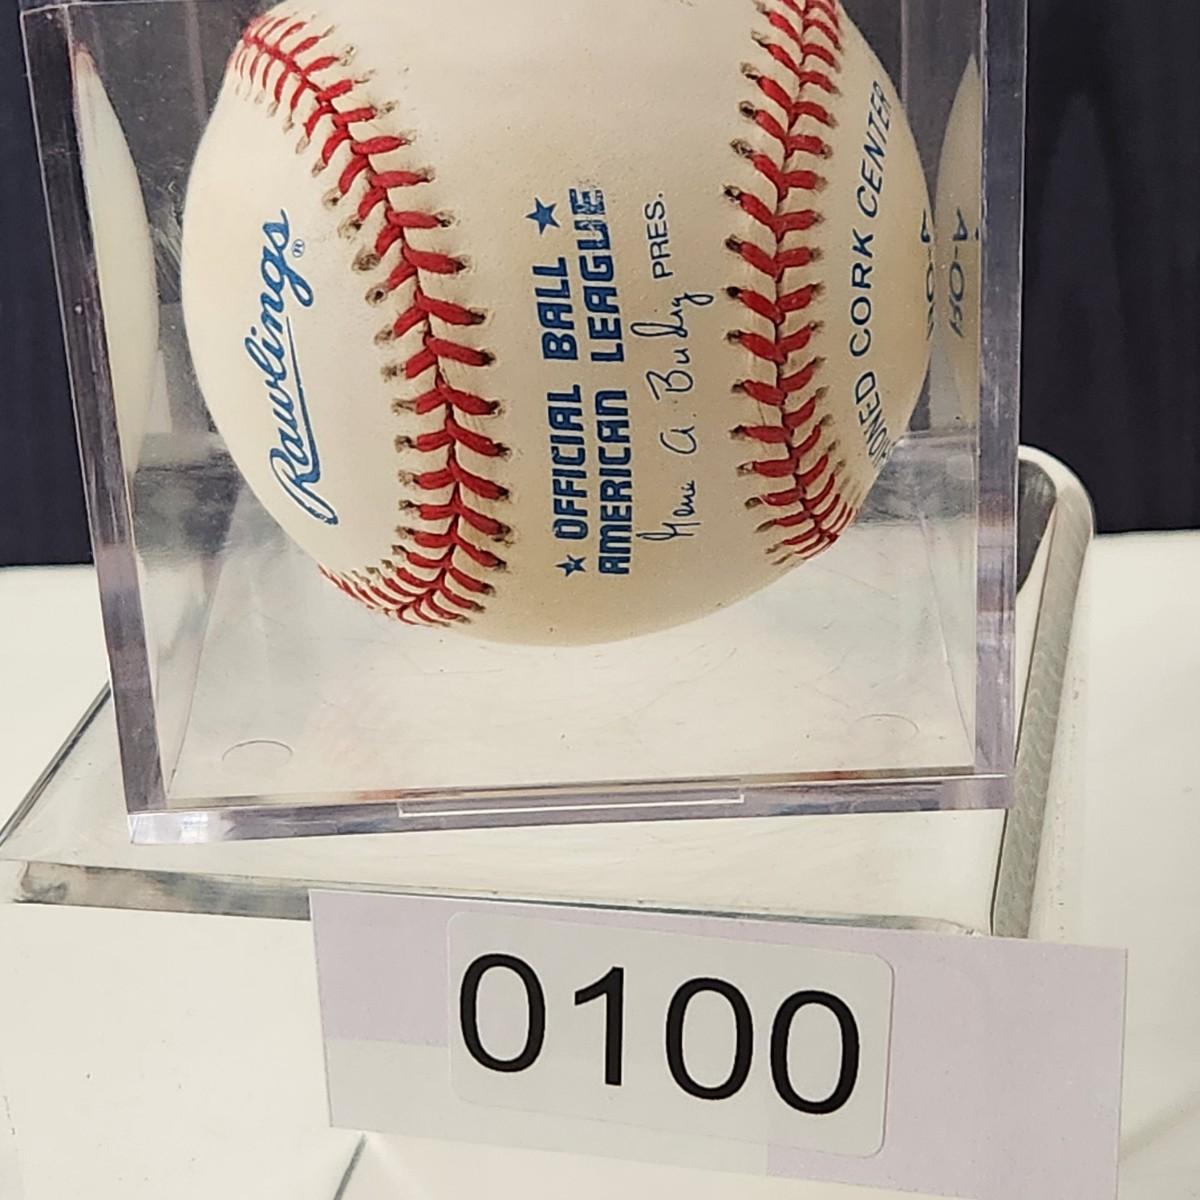 Rawlings®
★ OFFICIAL BALL ★
AMERICAN LEAGUE
Gene A. Budig PRES.
CORK CENTER
0100